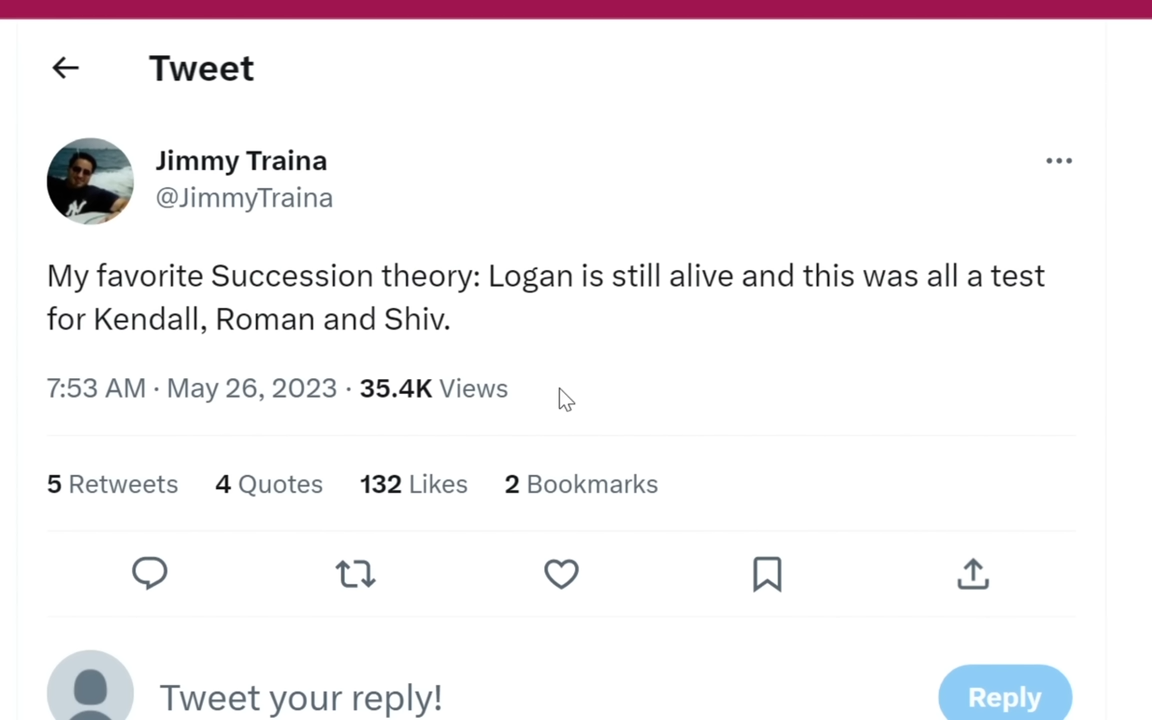 Tweet
Jimmy Traina
@JimmyTraina
My favorite Succession theory: Logan is still alive and this was all a test
for Kendall, Roman and Shiv.
7:53 AM · May 26, 2023 · 35.4K Views
5 Retweets 4 Quotes 132 Likes 2 Bookmarks
Tweet your reply!
Reply